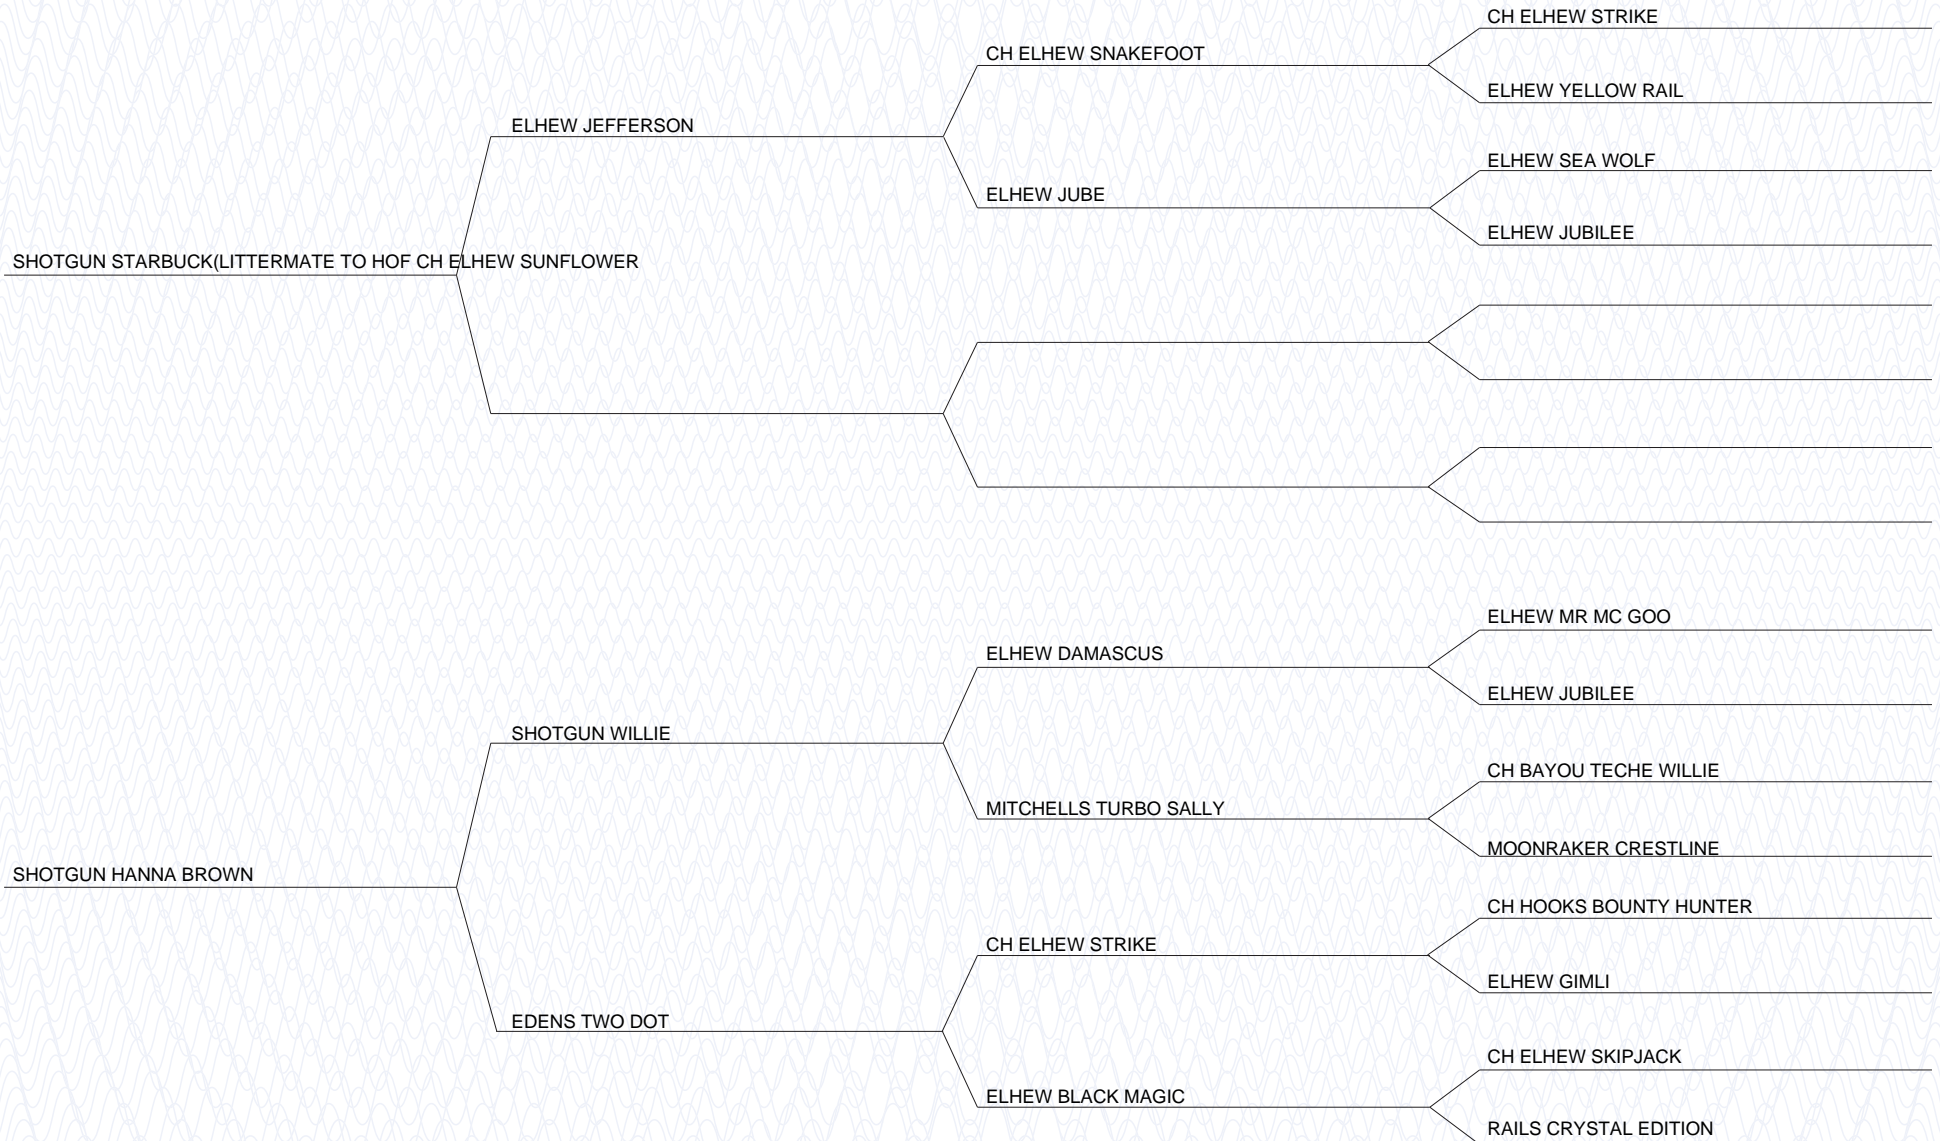 CH ELHEW STRIKE
CH ELHEW SNAKEFOOT
ELHEW YELLOW RAIL
ELHEW JEFFERSON
ELHEW SEA WOLF
ELHEW JUBE
ELHEW JUBILEE
SHOTGUN STARBUCK(LITTERMATE TO HOF CH ELHEW SUNFLOWER
ELHEW MR MC GOO
ELHEW DAMASCUS
ELHEW JUBILEE
SHOTGUN WILLIE
CH BAYOU TECHE WILLIE
MITCHELLS TURBO SALLY
MOONRAKER CRESTLINE
SHOTGUN HANNA BROWN
CH HOOKS BOUNTY HUNTER
CH ELHEW STRIKE
ELHEW GIMLI
EDENS TWO DOT
CH ELHEW SKIPJACK
ELHEW BLACK MAGIC
RAILS CRYSTAL EDITION